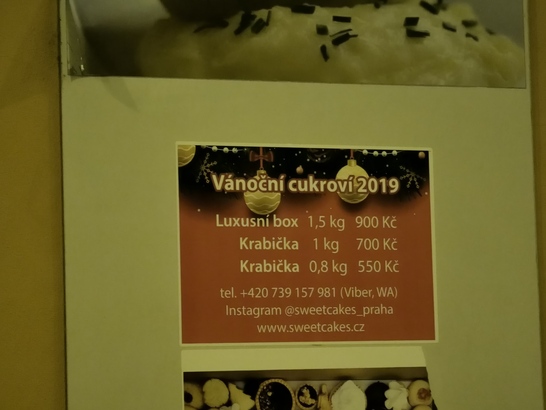 Vánoční cukroví 2019
Luxusní box 1,5 kg 900 Kč
Krabička 1 kg 700 Kč
Krabička 0,8 kg 550 Kč
tel. +420 739 157 981 (Viber, WA)
Instagram @sweetcakes_praha
www.sweetcakes.cz